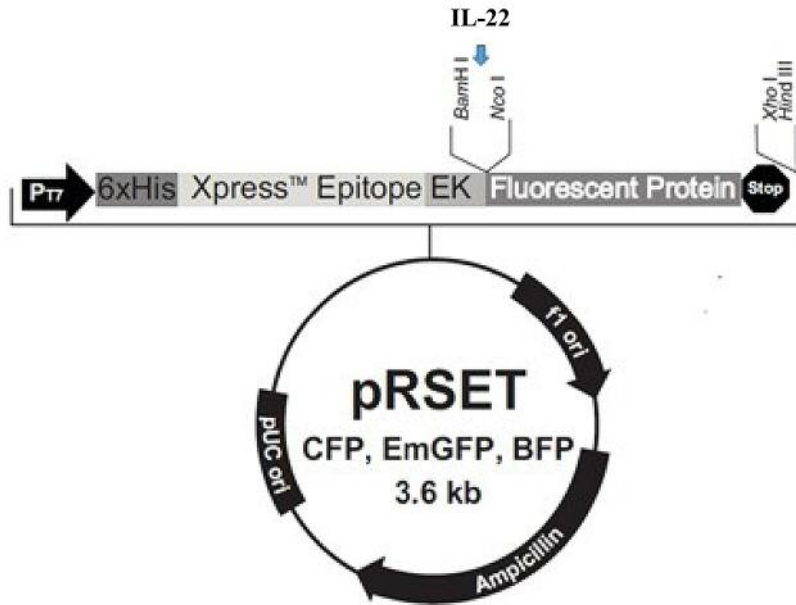 IL-22
BamH I
Nco I
Xho I
Hind III
PT7 6xHis Xpress™ Epitope EK Fluorescent Protein Stop
f1 ori
pRSET
CFP, EmGFP, BFP
3.6 kb
pUC ori
Ampicillin